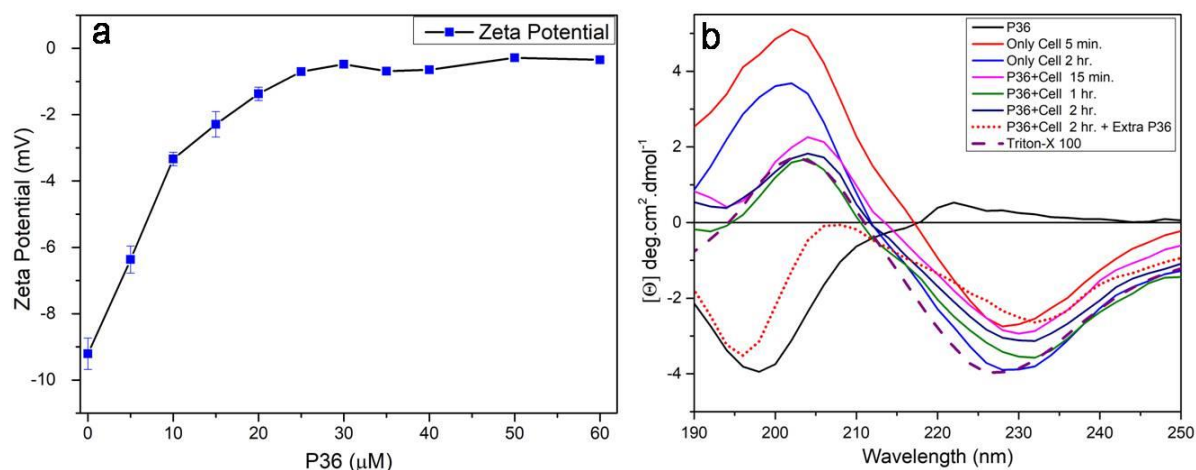 a
Zeta Potential
0
-2
-4
-6
-8
-10
Zeta Potential (mV)
0 10 20 30 40 50 60
P36 (μM)
b
P36
Only Cell 5 min.
Only Cell 2 hr.
P36+Cell 15 min.
P36+Cell 1 hr.
P36+Cell 2 hr.
P36+Cell 2 hr. + Extra P36
Triton-X 100
4
2
0
-2
-4
[Θ] deg.cm².dmol⁻¹
190 200 210 220 230 240 250
Wavelength (nm)